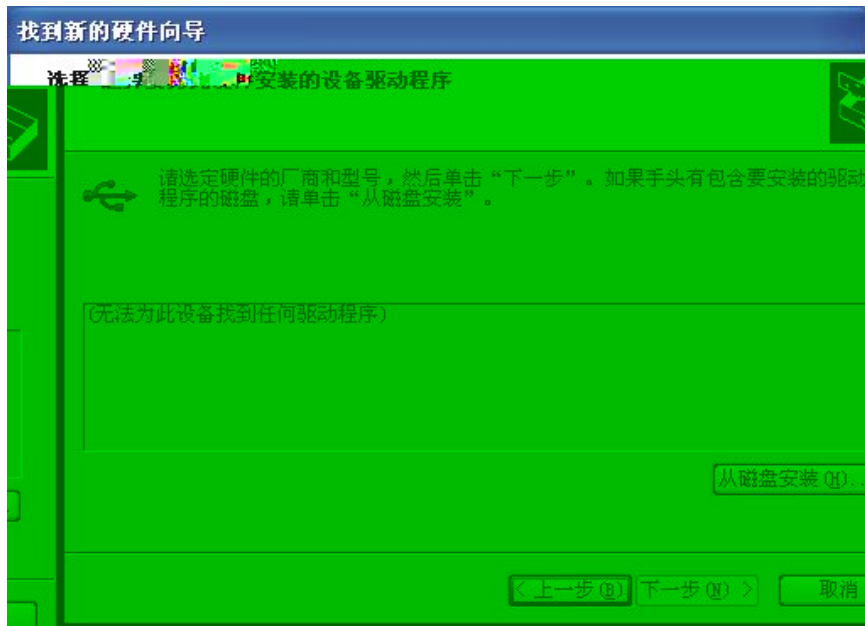 找到新的硬件向导
选择
安装的设备驱动程序
请选定硬件的厂商和型号，然后单击“下一步”。如果手头有包含要安装的驱动
程序的磁盘，请单击“从磁盘安装”。
(无法为此设备找到任何驱动程序)
从磁盘安装(H)..
< 上一步(B)
下一步(N) >
取消